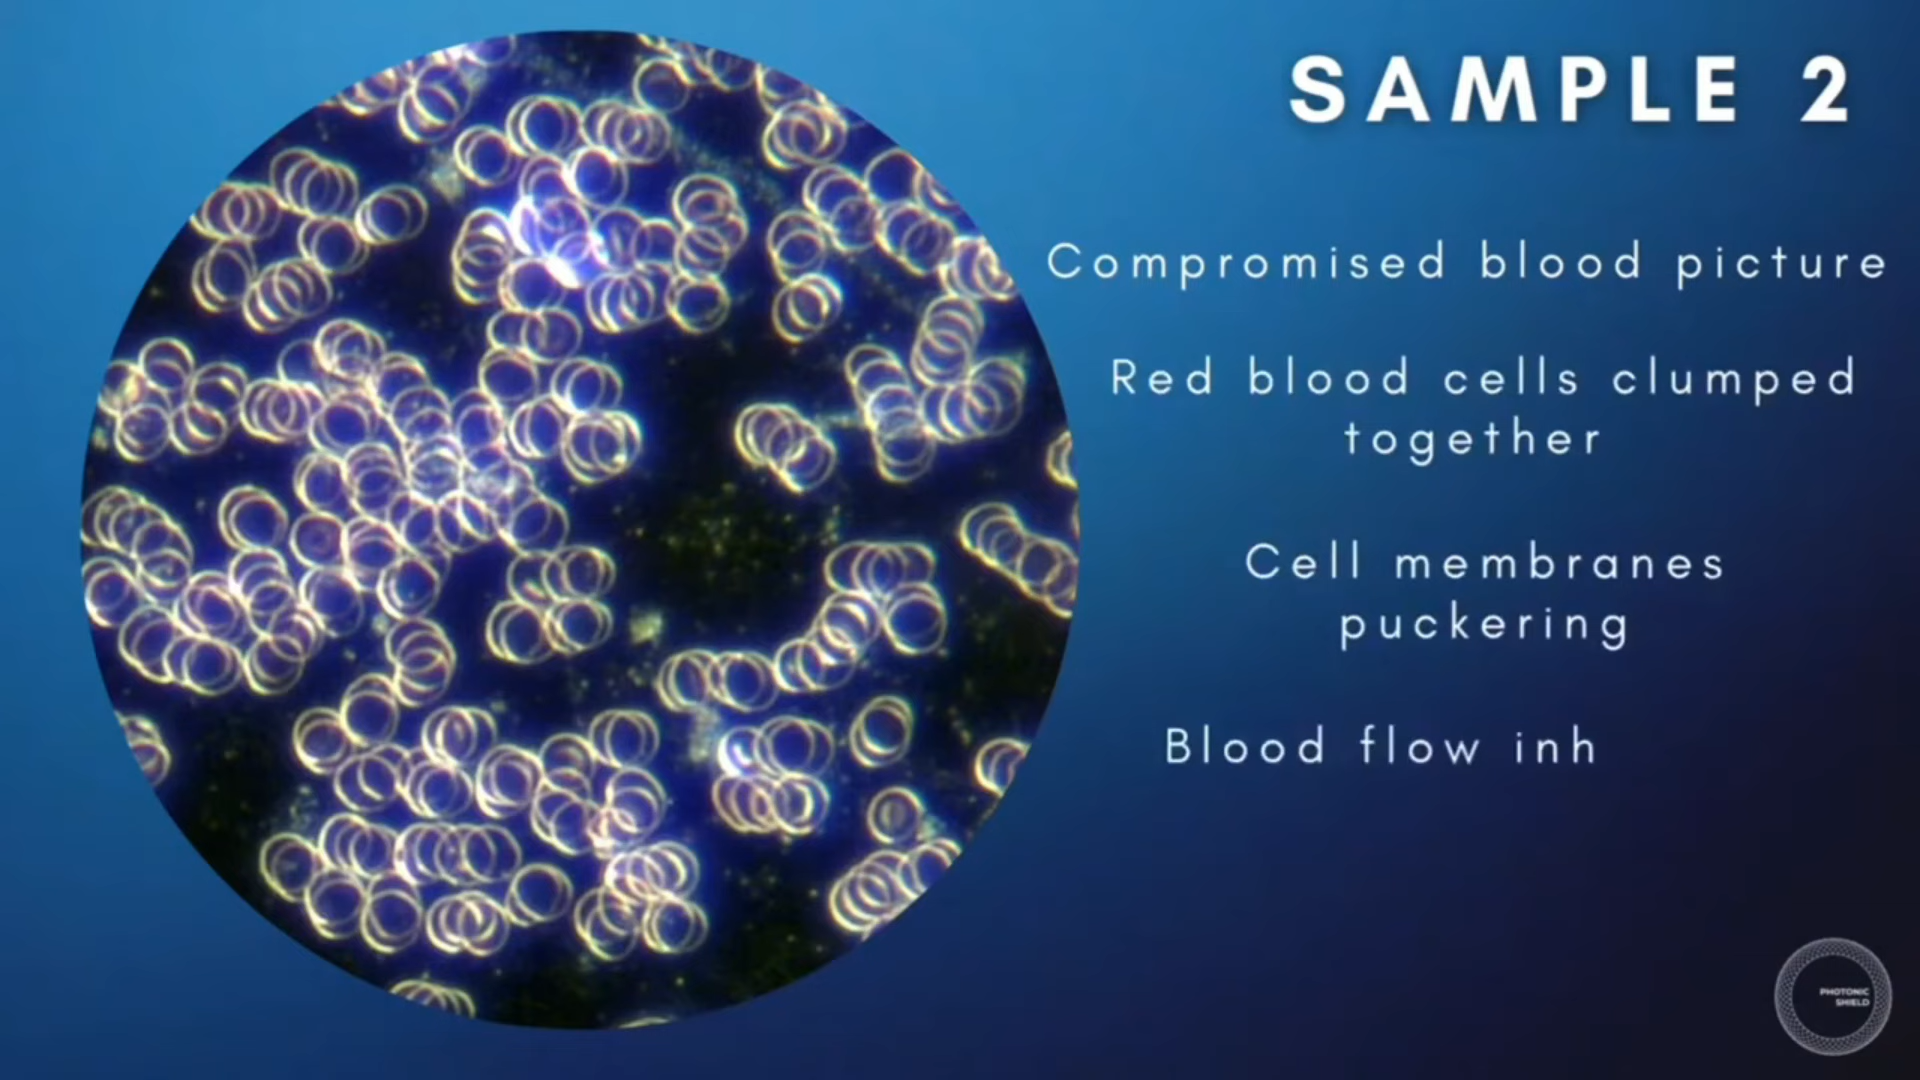 SAMPLE 2
Compromised blood picture
Red blood cells clumped
together
Cell membranes
puckering
Blood flow inh
PHOTONIC
SHIELD